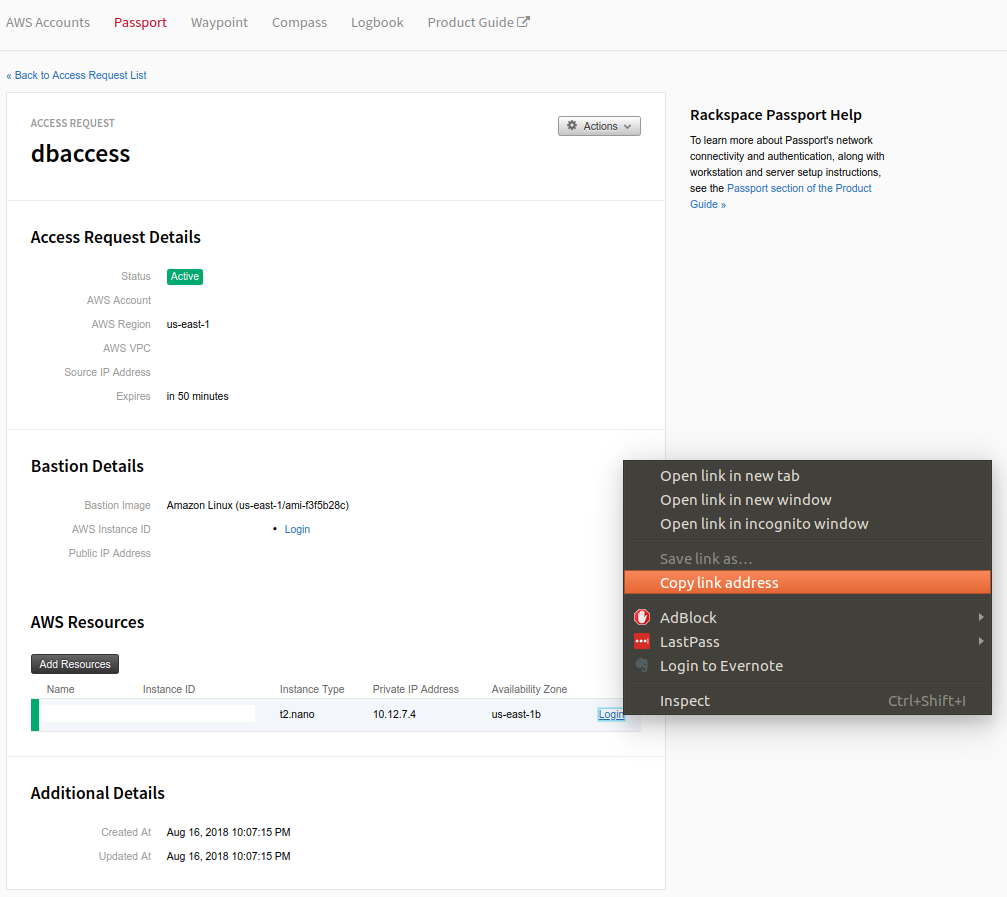 AWS Accounts Passport Waypoint Compass Logbook Product Guide
« Back to Access Request List
ACCESS REQUEST
Actions
dbaccess
Rackspace Passport Help
To learn more about Passport's network
connectivity and authentication, along with
workstation and server setup instructions,
see the Passport section of the Product
Guide »
Access Request Details
Status Active
AWS Account
AWS Region us-east-1
AWS VPC
Source IP Address
Expires in 50 minutes
Bastion Details
Bastion Image Amazon Linux (us-east-1/ami-f3f5b28c)
AWS Instance ID • Login
Public IP Address
AWS Resources
Add Resources
Name Instance ID Instance Type Private IP Address Availability Zone
t2.nano 10.12.7.4 us-east-1b Login
Open link in new tab
Open link in new window
Open link in incognito window
Save link as…
Copy link address
AdBlock
LastPass
Login to Evernote
Inspect Ctrl+Shift+I
Additional Details
Created At Aug 16, 2018 10:07:15 PM
Updated At Aug 16, 2018 10:07:15 PM